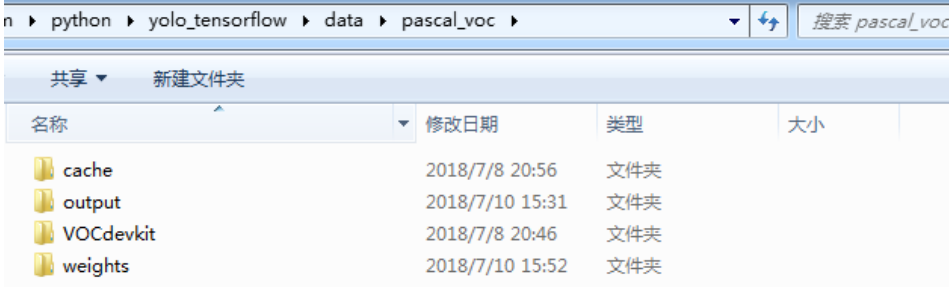 n ▸ python ▸ yolo_tensorflow ▸ data ▸ pascal_voc ▸ 搜索 pascal_voc
共享 新建文件夹
名称 修改日期 类型 大小
cache 2018/7/8 20:56 文件夹
output 2018/7/10 15:31 文件夹
VOCdevkit 2018/7/8 20:46 文件夹
weights 2018/7/10 15:52 文件夹